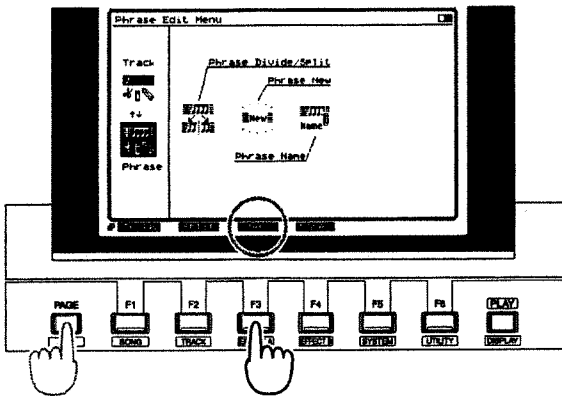 Phrase Edit Menu
Track
Phrase Divide/Split
Phrase New
New
Name
Phrase Name
Phrase
PAGE F1 F2 F3 F4 F5 F6 PLAY
SONG TRACK EFFECT B SYSTEM UTILITY DISPLAY